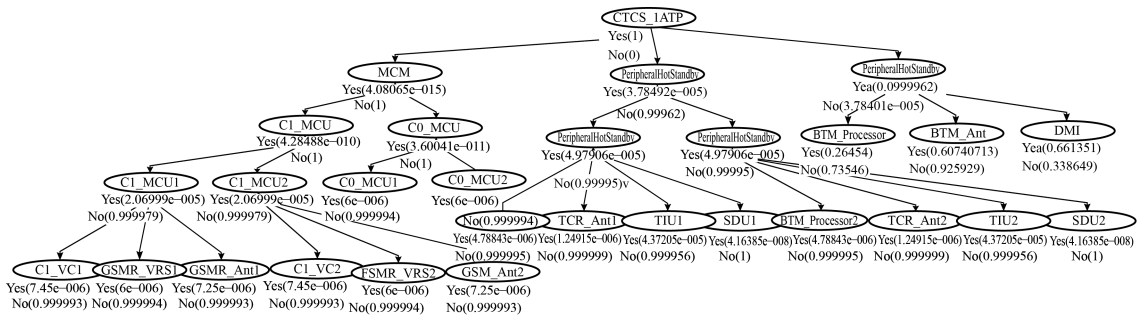 CTCS_1ATP
Yes(1)
No(0)
MCM
Yes(4.08065e–015)
No(1)
PeripheralHotStandby
Yes(3.78492e–005)
No(0.99962)
PeripheralHotStandby
Yea(0.0999962)
No(3.78401e–005)
C1_MCU
Yes(4.28488e–010)
No(1)
C0_MCU
Yes(3.60041e–011)
No(1)
PeripheralHotStandby
Yes(4.97906e–005)
No(0.99995)v
PeripheralHotStandby
Yes(4.97906e–005)
No(0.99995)
No(0.73546)
BTM_Processor
Yes(0.26454)
BTM_Ant
Yes(0.60740713)
No(0.925929)
DMI
Yea(0.661351)
No(0.338649)
C1_MCU1
Yes(2.06999e–005)
No(0.999979)
C1_MCU2
Yes(2.06999e–005)
No(0.999979)
C0_MCU1
Yes(6e–006)
No(0,999994)
C0_MCU2
Yes(6e–006)
No(0.999994)
Yes(4.78843e–006)
No(0.999995)
TCR_Ant1
Yes(1.24915e–006)
No(0.999999)
TIU1
Yes(4.37205e–005)
No(0.999956)
SDU1
Yes(4.16385e–008)
No(1)
BTM_Processor2
Yes(4.78843e–006)
No(0.999995)
TCR_Ant2
Yes(1.24915e–006)
No(0.999999)
TIU2
Yes(4.37205e–005)
No(0.999956)
SDU2
Yes(4.16385e–008)
No(1)
C1_VC1
Yes(7.45e–006)
No(0.999993)
GSMR_VRS1
Yes(6e–006)
No(0.999994)
GSMR_Ant1
Yes(7.25e–006)
No(0.999993)
C1_VC2
Yes(7.45e–006)
No(0.999993)
FSMR_VRS2
Yes(6e–006)
No(0.999994)
GSM_Ant2
Yes(7.25e–006)
No(0.999993)